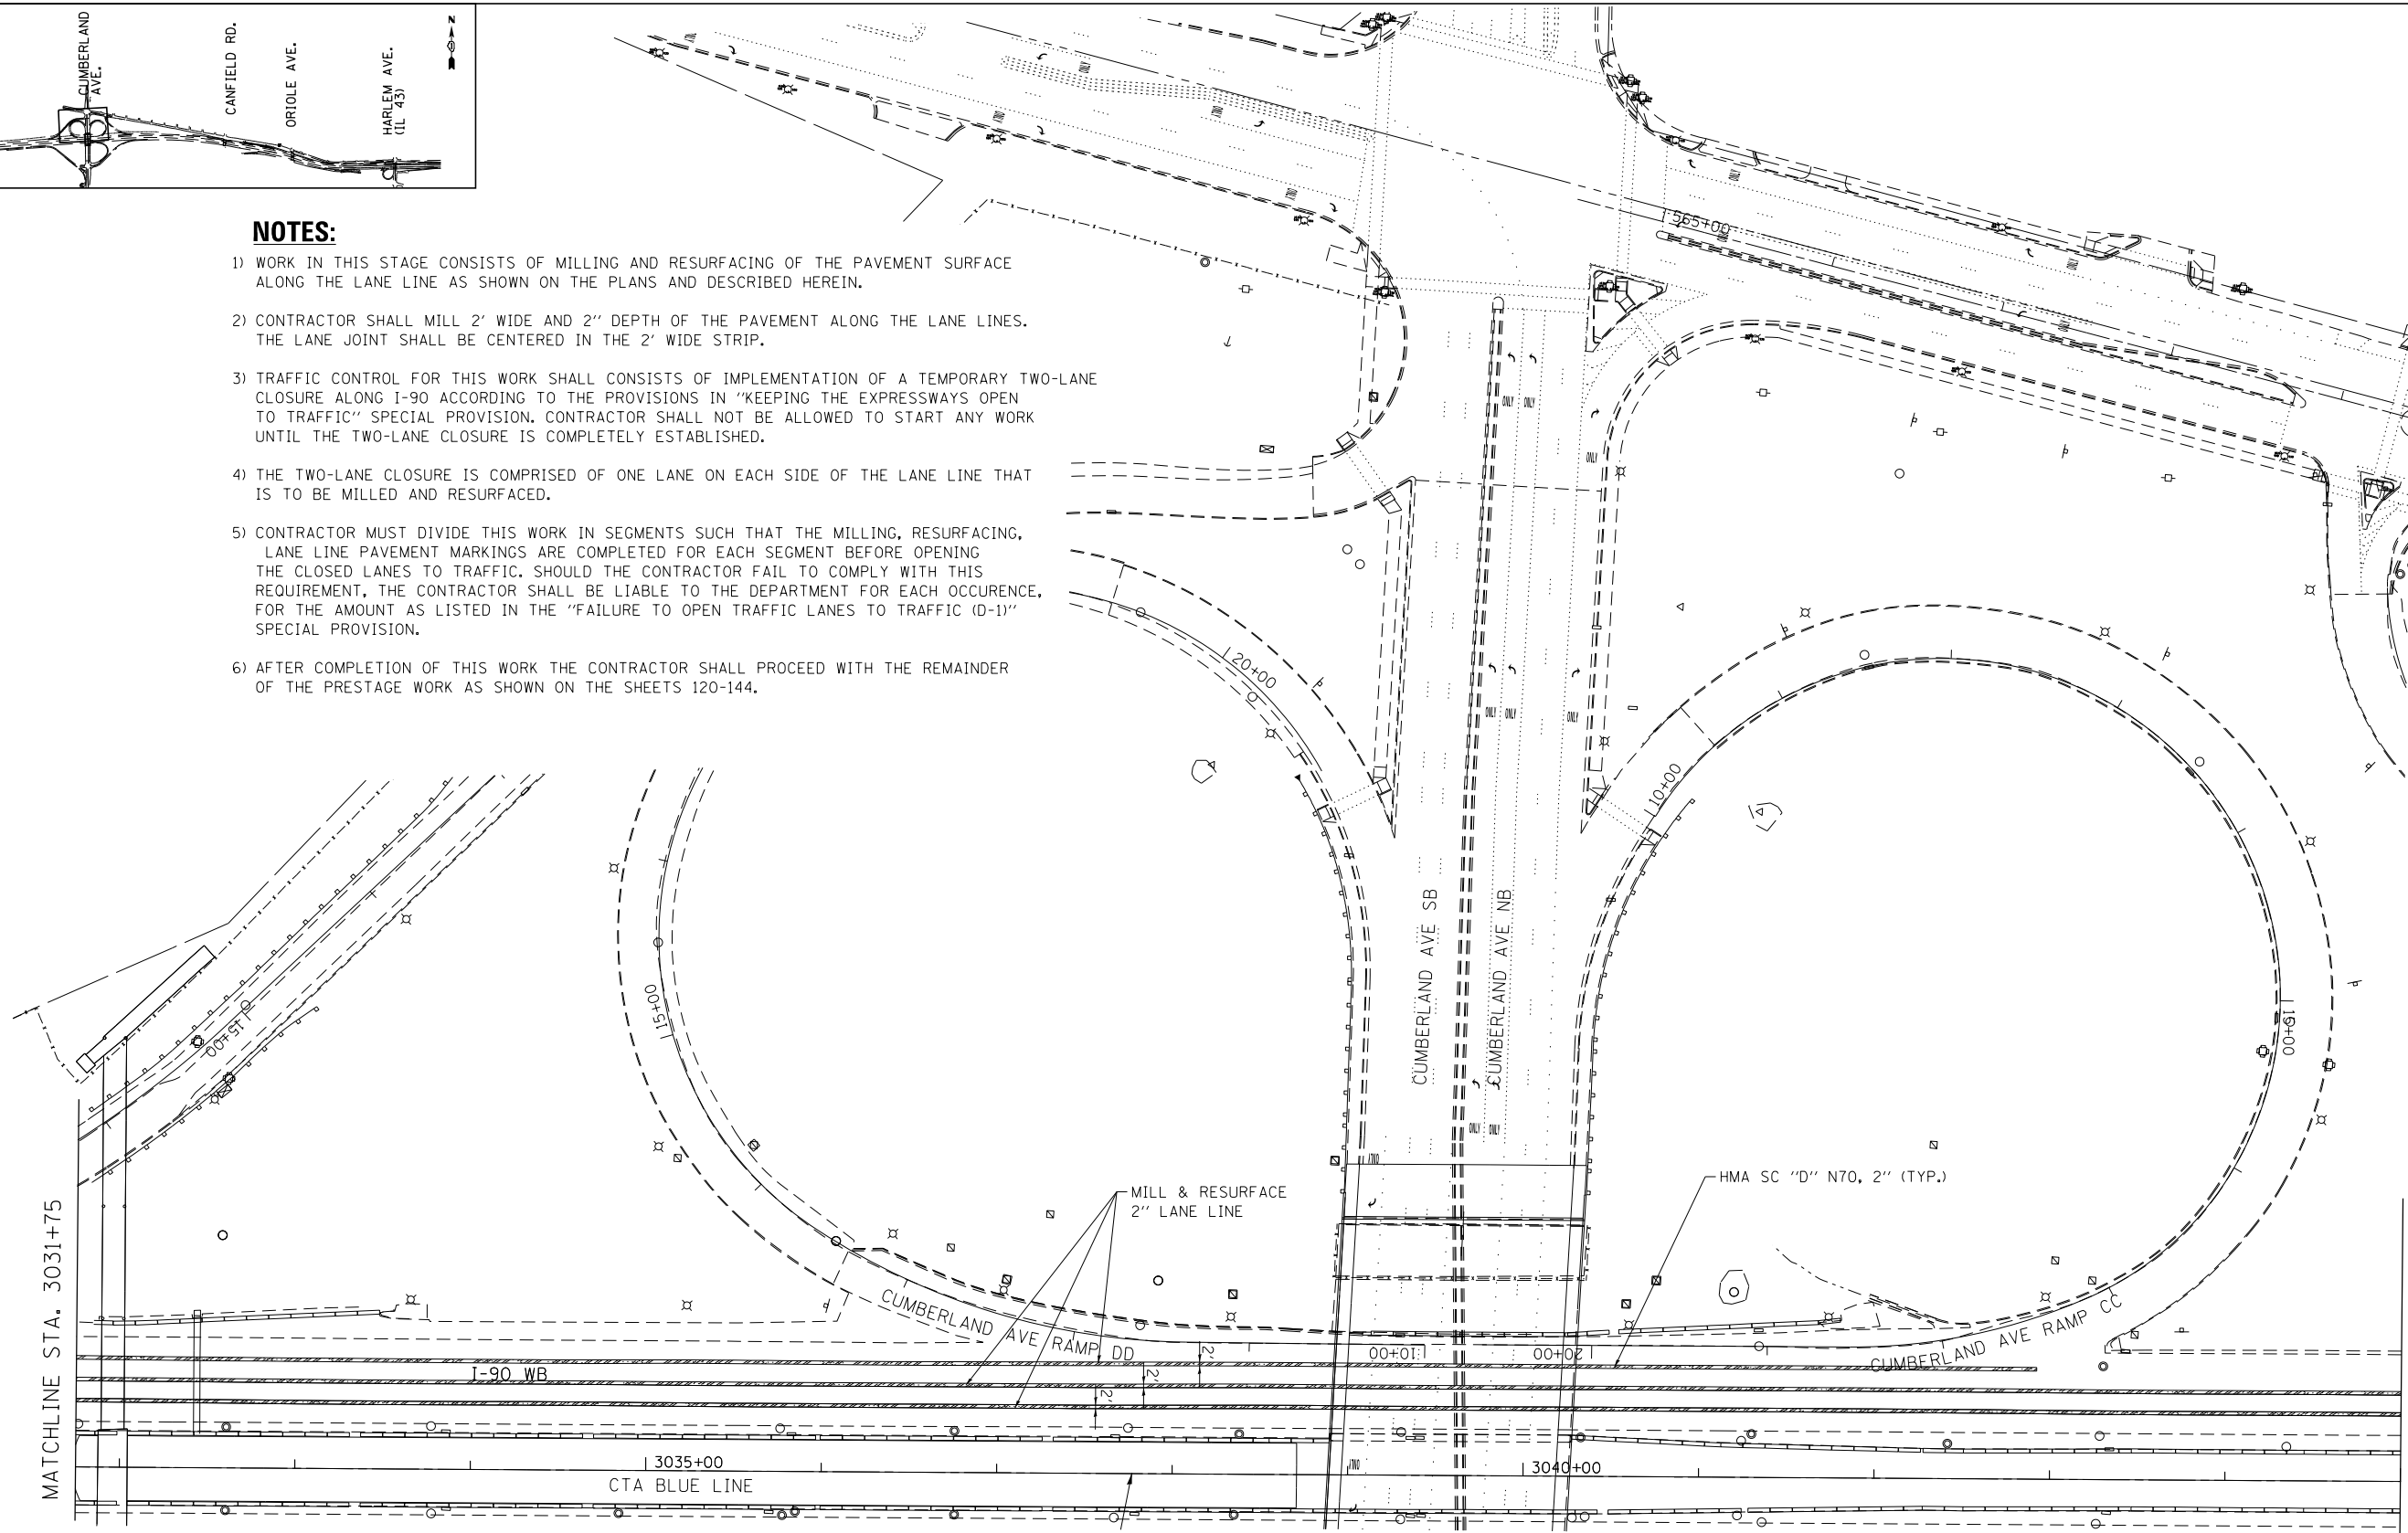 CUMBERLAND
AVE.
CANFIELD RD.
ORIOLE AVE.
HARLEM AVE.
(IL 43)
N
NOTES:
1) WORK IN THIS STAGE CONSISTS OF MILLING AND RESURFACING OF THE PAVEMENT SURFACE
ALONG THE LANE LINE AS SHOWN ON THE PLANS AND DESCRIBED HEREIN.
2) CONTRACTOR SHALL MILL 2' WIDE AND 2'' DEPTH OF THE PAVEMENT ALONG THE LANE LINES.
THE LANE JOINT SHALL BE CENTERED IN THE 2' WIDE STRIP.
3) TRAFFIC CONTROL FOR THIS WORK SHALL CONSISTS OF IMPLEMENTATION OF A TEMPORARY TWO-LANE
CLOSURE ALONG I-90 ACCORDING TO THE PROVISIONS IN ''KEEPING THE EXPRESSWAYS OPEN
TO TRAFFIC'' SPECIAL PROVISION. CONTRACTOR SHALL NOT BE ALLOWED TO START ANY WORK
UNTIL THE TWO-LANE CLOSURE IS COMPLETELY ESTABLISHED.
4) THE TWO-LANE CLOSURE IS COMPRISED OF ONE LANE ON EACH SIDE OF THE LANE LINE THAT
IS TO BE MILLED AND RESURFACED.
5) CONTRACTOR MUST DIVIDE THIS WORK IN SEGMENTS SUCH THAT THE MILLING, RESURFACING,
LANE LINE PAVEMENT MARKINGS ARE COMPLETED FOR EACH SEGMENT BEFORE OPENING
THE CLOSED LANES TO TRAFFIC. SHOULD THE CONTRACTOR FAIL TO COMPLY WITH THIS
REQUIREMENT, THE CONTRACTOR SHALL BE LIABLE TO THE DEPARTMENT FOR EACH OCCURENCE,
FOR THE AMOUNT AS LISTED IN THE ''FAILURE TO OPEN TRAFFIC LANES TO TRAFFIC (D-1)''
SPECIAL PROVISION.
6) AFTER COMPLETION OF THIS WORK THE CONTRACTOR SHALL PROCEED WITH THE REMAINDER
OF THE PRESTAGE WORK AS SHOWN ON THE SHEETS 120-144.
565+00
ONLY
ONLY
ONLY
20+00
ONLY
ONLY
ONLY
10+00
15+00
15+00
CUMBERLAND AVE SB
CUMBERLAND AVE NB
ONLY
ONLY
ONLY
MATCHLINE STA. 3031+75
MILL & RESURFACE
2'' LANE LINE
HMA SC ''D'' N70, 2'' (TYP.)
CUMBERLAND AVE RAMP DD
10+00
20+00
CUMBERLAND AVE RAMP CC
I-90 WB
2'
2'
2'
3035+00
3040+00
ONLY
CTA BLUE LINE